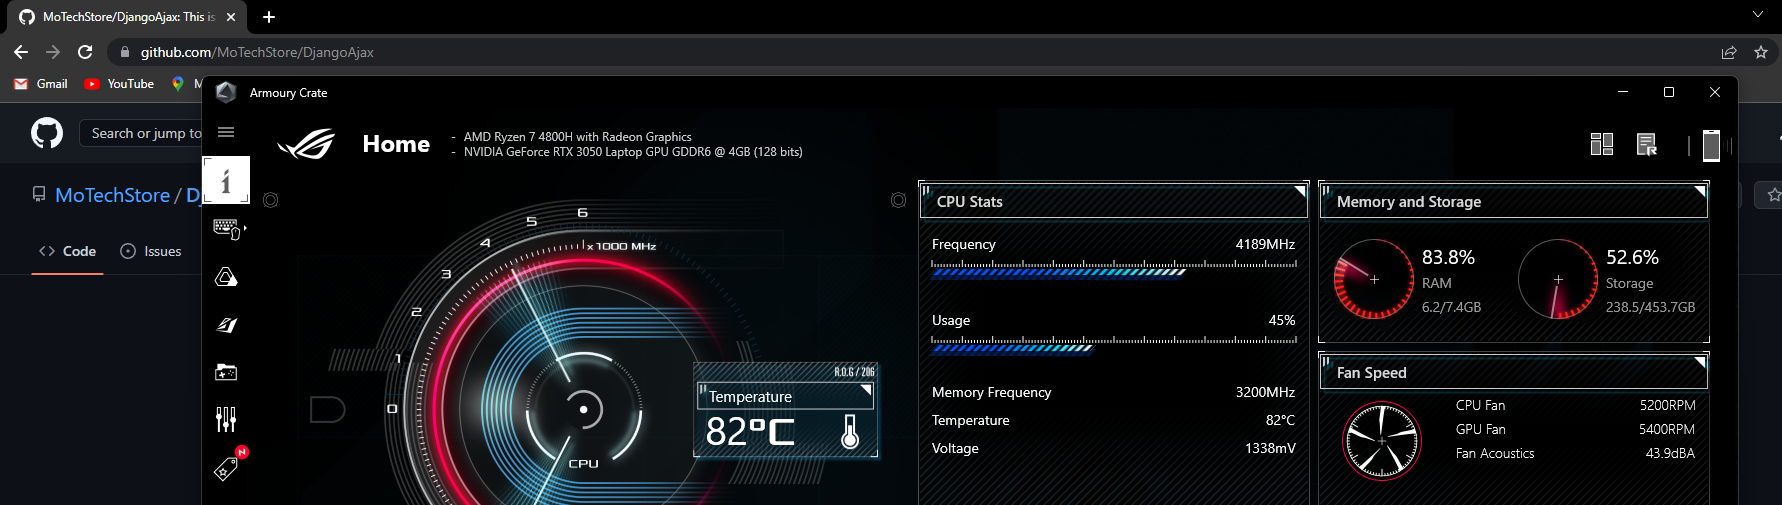 MoTechStore/DjangoAjax: This is
github.com/MoTechStore/DjangoAjax
Gmail
YouTube
M
Armoury Crate
Search or jump to
Home
- AMD Ryzen 7 4800H with Radeon Graphics
- NVIDIA GeForce RTX 3050 Laptop GPU GDDR6 @ 4GB (128 bits)
MoTechStore / Dj
Code
Issues
0
1
2
3
4
5
6
x 1000 MHz
CPU
R.O.G / 206
Temperature
82°C
CPU Stats
Frequency 4189MHz
Usage 45%
Memory Frequency 3200MHz
Temperature 82°C
Voltage 1338mV
Memory and Storage
83.8%
RAM
6.2/7.4GB
52.6%
Storage
238.5/453.7GB
Fan Speed
CPU Fan 5200RPM
GPU Fan 5400RPM
Fan Acoustics 43.9dBA
N